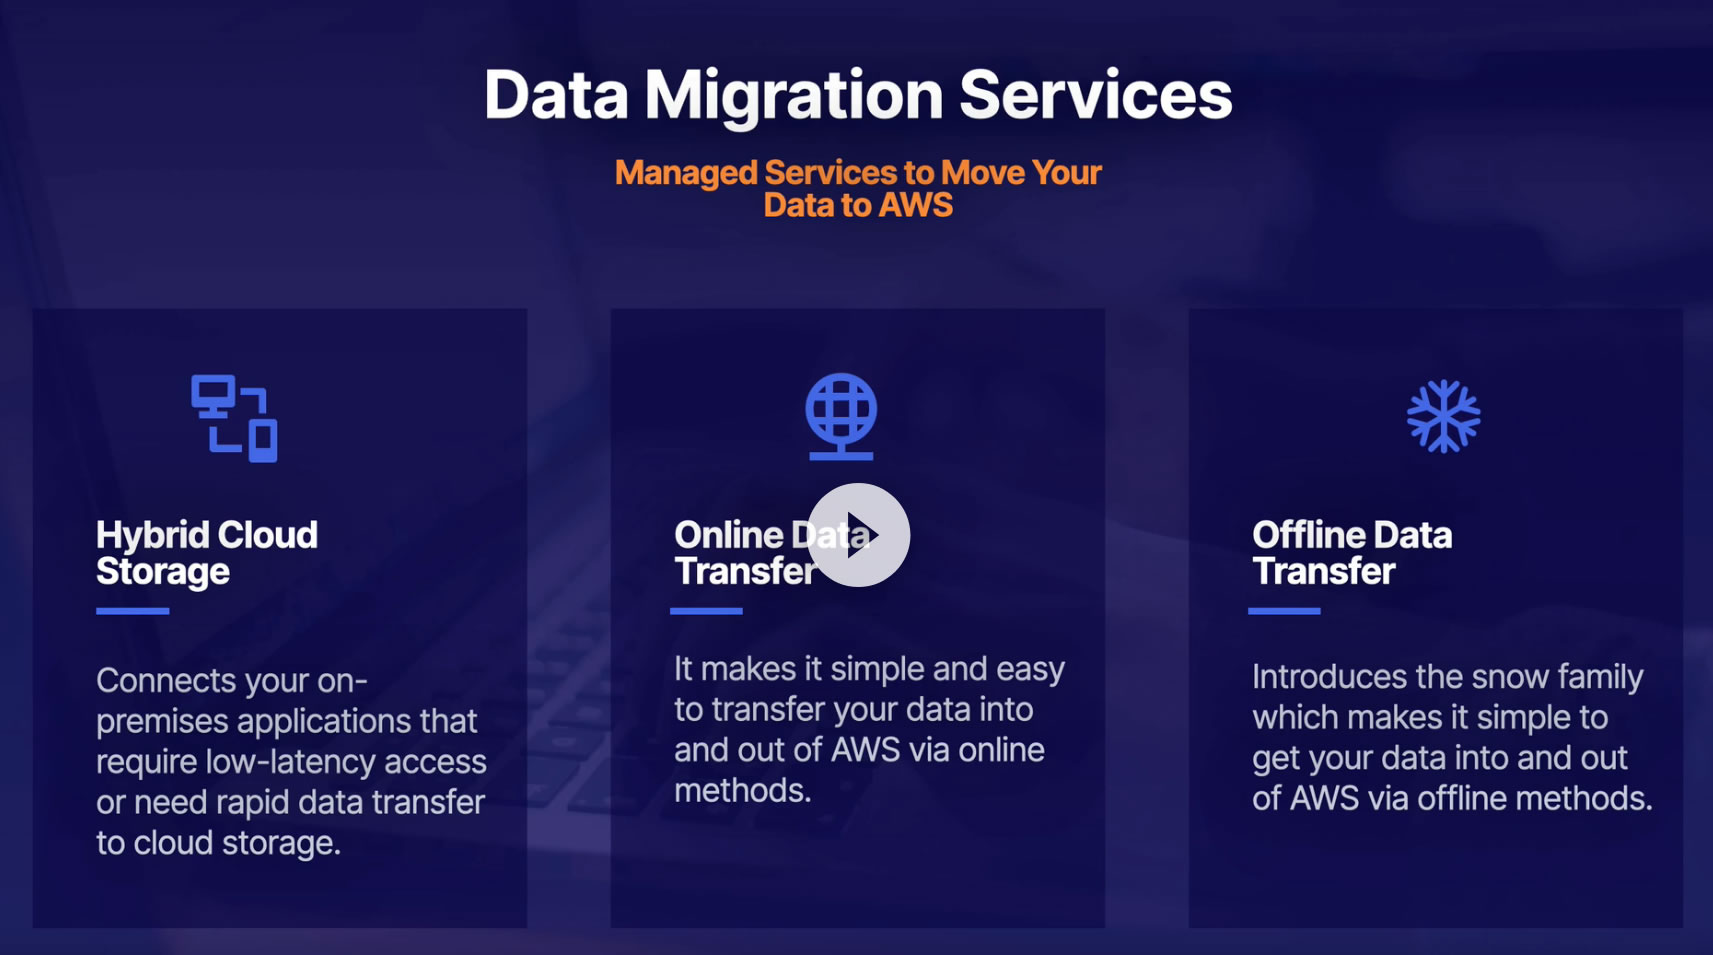 Data Migration Services
Managed Services to Move Your
Data to AWS
Hybrid Cloud
Storage
Connects your on-
premises applications that
require low-latency access
or need rapid data transfer
to cloud storage.
Online Data
Transfer
It makes it simple and easy
to transfer your data into
and out of AWS via online
methods.
Offline Data
Transfer
Introduces the snow family
which makes it simple to
get your data into and out
of AWS via offline methods.